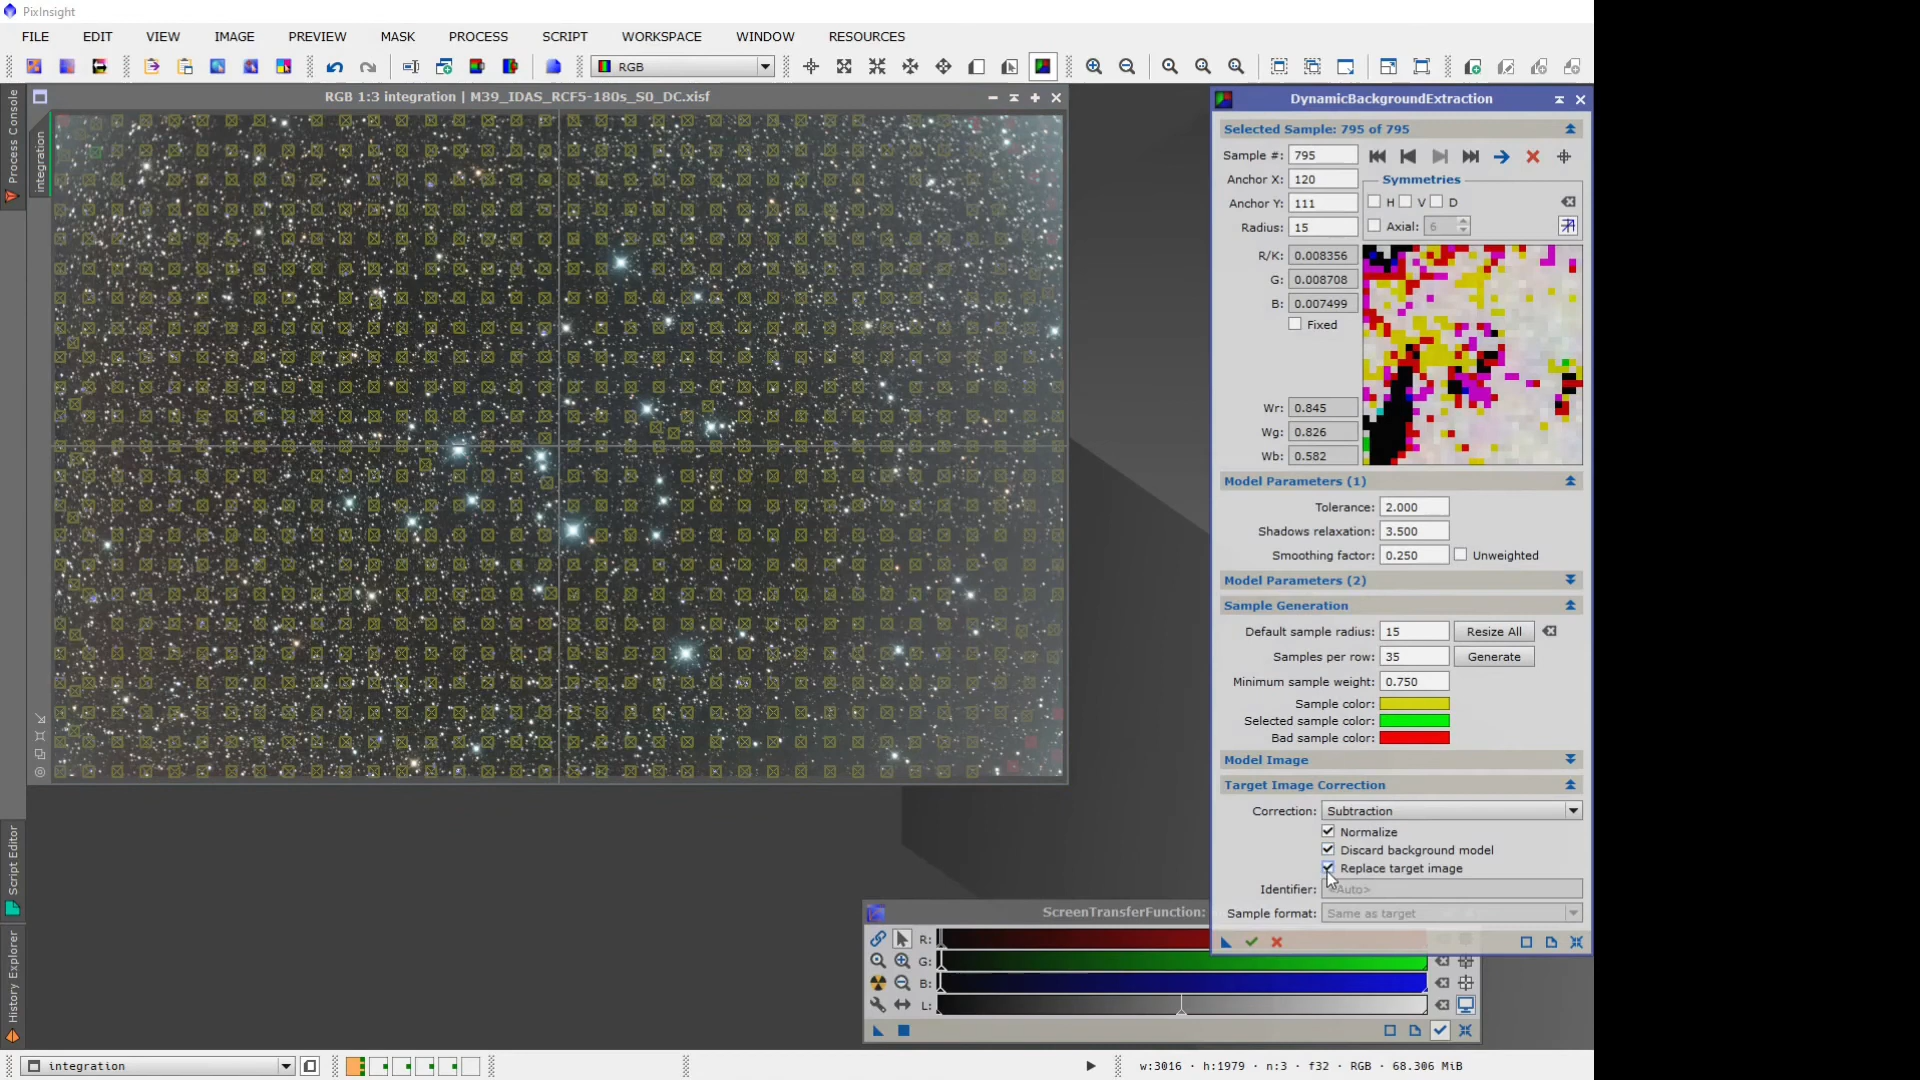 PixInsight
FILE EDIT VIEW IMAGE PREVIEW MASK PROCESS SCRIPT WORKSPACE WINDOW RESOURCES
RGB
RGB 1:3 integration | M39_IDAS_RCF5-180s_S0_DC.xisf
Process Console
integration
Script Editor
History Explorer
DynamicBackgroundExtraction
Selected Sample: 795 of 795
Sample #: 795
Anchor X: 120
Symmetries
Anchor Y: 111
H V D
Radius: 15
Axial: 6
R/K: 0.008356
G: 0.008708
B: 0.007499
Fixed
Wr: 0.845
Wg: 0.826
Wb: 0.582
Model Parameters (1)
Tolerance: 2.000
Shadows relaxation: 3.500
Smoothing factor: 0.250 Unweighted
Model Parameters (2)
Sample Generation
Default sample radius: 15 Resize All
Samples per row: 35 Generate
Minimum sample weight: 0.750
Sample color:
Selected sample color:
Bad sample color:
Model Image
Target Image Correction
Correction: Subtraction
Normalize
Discard background model
Replace target image
Identifier: <Auto>
Sample format: Same as target
ScreenTransferFunction:
R:
G:
B:
L:
integration
w:3016 · h:1979 · n:3 · f32 · RGB · 68.306 MiB